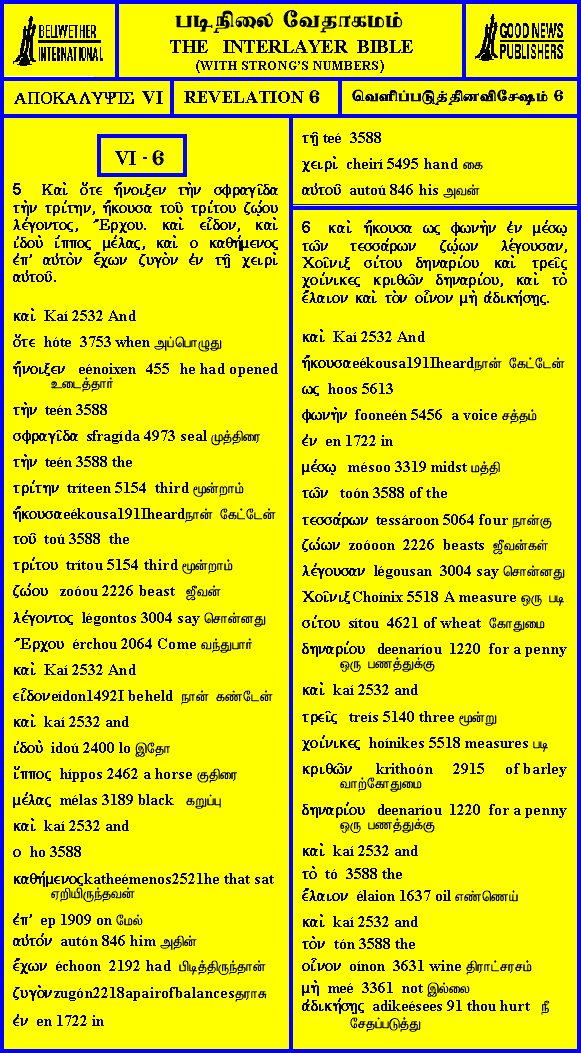 BELLWETHER
INTERNATIONAL
படிநிலை வேதாகமம்
THE INTERLAYER BIBLE
(WITH STRONG'S NUMBERS)
GOOD NEWS
PUBLISHERS
ΑΠΟΚΑΛΥΨΙΣ VI
REVELATION 6
வெளிப்படுத்தினவிசேஷம் 6
VI - 6
5 Καὶ ὅτε ἤνοιξεν τὴν σφραγῖδα
τὴν τρίτην, ἤκουσα τοῦ τρίτου ζῴου
λέγοντος, Ἔρχου. καὶ εἶδον, καὶ
ἰδοὺ ἵππος μέλας, καὶ ο καθήμενος
ἐπ' αὐτὸν ἔχων ζυγὸν ἐν τῇ χειρὶ
αὐτοῦ.
καὶ Kaí 2532 And
ὅτε hóte 3753 when அப்பொழுது
ἤνοιξεν eénoixen 455 he had opened
உடைத்தார்
τὴν teén 3588
σφραγῖδα sfragída 4973 seal முத்திரை
τὴν teén 3588 the
τρίτην tríteen 5154 third மூன்றாம்
ἤκουσαeékousa191Iheardநான் கேட்டேன்
τοῦ toú 3588 the
τρίτου trítou 5154 third மூன்றாம்
ζῴου zoóou 2226 beast ஜீவன்
λέγοντος légontos 3004 say சொன்னது
Ἔρχου érchou 2064 Come வந்துபார்
καὶ Kaí 2532 And
εἶδονeídon1492I beheld நான் கண்டேன்
καὶ kaí 2532 and
ἰδοὺ idoú 2400 lo இதோ
ἵππος híppos 2462 a horse குதிரை
μέλας mélas 3189 black கறுப்பு
καὶ kaí 2532 and
ο ho 3588
καθήμενοςkatheémenos2521he that sat
ஏறியிருந்தவன்
ἐπ' ep 1909 on மேல்
αὐτόν autón 846 him அதின்
ἔχων échoon 2192 had பிடித்திருந்தான்
ζυγὸνzugón2218apairofbalancesதராசு
ἐν en 1722 in
τῇ teé 3588
χειρὶ cheirí 5495 hand கை
αὐτοῦ autoú 846 his அவன்
6 καὶ ἤκουσα ως φωνὴν ἐν μέσῳ
τῶν τεσσάρων ζῴων λέγουσαν,
Χοῖνιξ σίτου δηναρίου καὶ τρεῖς
χοίνικες κριθῶν δηναρίου, καὶ τὸ
ἔλαιον καὶ τὸν οἶνον μὴ ἀδικήσῃς.
καὶ Kaí 2532 And
ἤκουσαeékousa191Iheardநான் கேட்டேன்
ως hoos 5613
φωνὴν fooneén 5456 a voice சத்தம்
ἐν en 1722 in
μέσῳ mésoo 3319 midst மத்தி
τῶν toón 3588 of the
τεσσάρων tessároon 5064 four நான்கு
ζῴων zoóoon 2226 beasts ஜீவன்கள்
λέγουσαν légousan 3004 say சொன்னது
Χοῖνιξ Choínix 5518 A measure ஒரு படி
σίτου sítou 4621 of wheat கோதுமை
δηναρίου deenaríou 1220 for a penny
ஒரு பணத்துக்கு
καὶ kaí 2532 and
τρεῖς treís 5140 three மூன்று
χοίνικες hoínikes 5518 measures படி
κριθῶν krithoón 2915 of barley
வாற்கோதுமை
δηναρίου deenaríou 1220 for a penny
ஒரு பணத்துக்கு
καὶ kaí 2532 and
τὸ tó 3588 the
ἔλαιον élaion 1637 oil எண்ணெய்
καὶ kaí 2532 and
τὸν tón 3588 the
οἶνον oínon 3631 wine திராட்சரசம்
μὴ meé 3361 not இல்லை
ἀδικήσῃς adikeésees 91 thou hurt நீ
சேதப்படுத்து